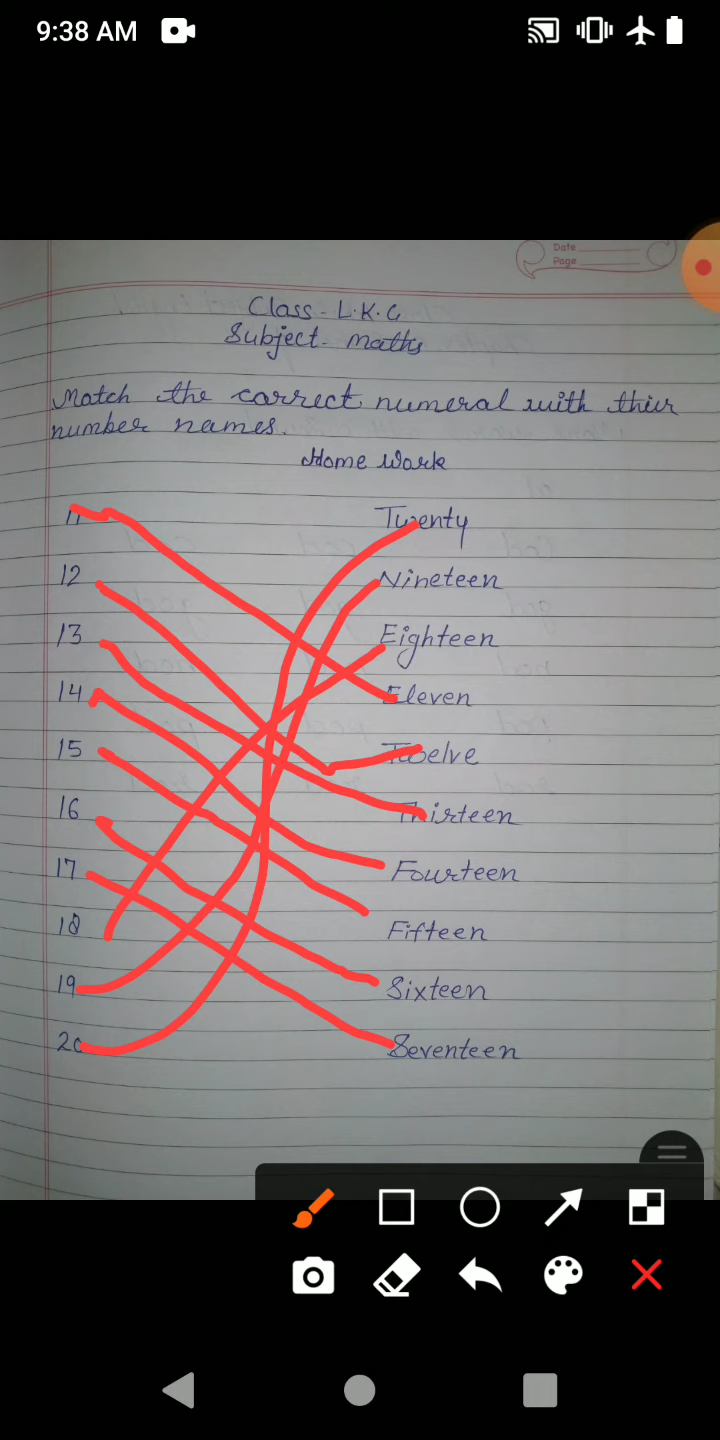 9:38 AM
Date
Page
Class - L.K.G
Subject - maths
Match the correct numeral with their
number names.
Home Work
11 Twenty
12 Nineteen
13 Eighteen
14 Eleven
15 Twelve
16 Thirteen
17 Fourteen
18 Fifteen
19 Sixteen
20 Seventeen